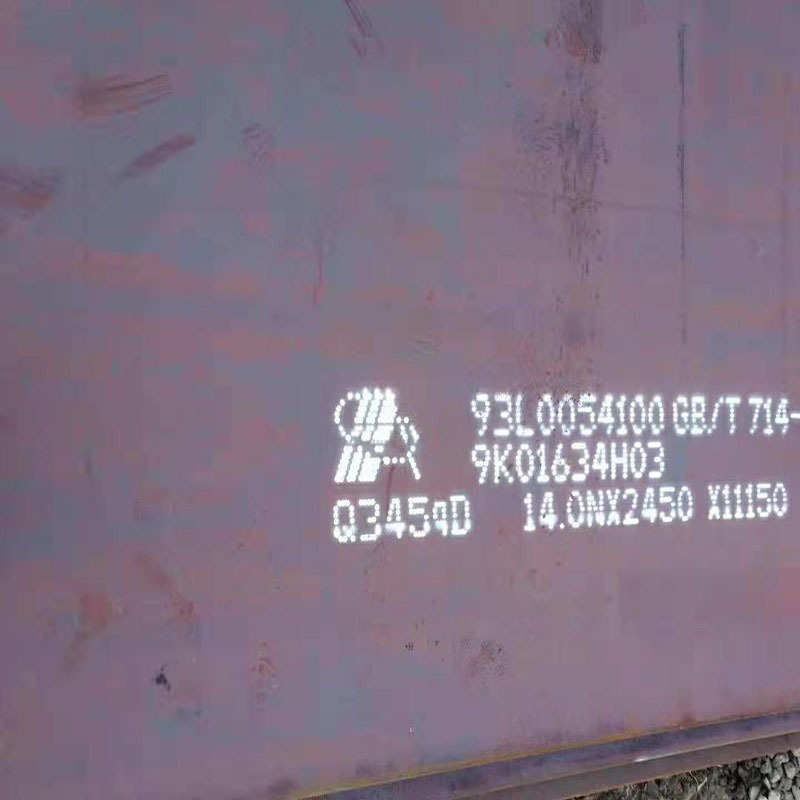 93L0054100 GB/T 714-
9K01634H03
Q345qD 14.0NX2450 X11150